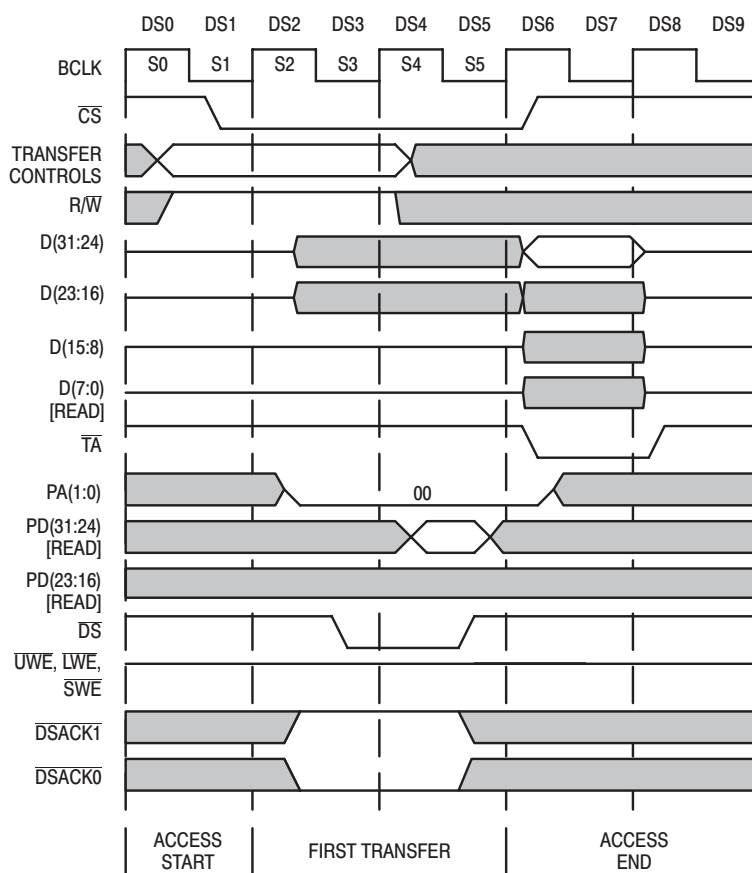 DS0 DS1 DS2 DS3 DS4 DS5 DS6 DS7 DS8 DS9
BCLK S0 S1 S2 S3 S4 S5
CS
TRANSFER
CONTROLS
R/W
D(31:24)
D(23:16)
D(15:8)
D(7:0)
[READ]
TA
PA(1:0) 00
PD(31:24)
[READ]
PD(23:16)
[READ]
DS
UWE, LWE,
SWE
DSACK1
DSACK0
ACCESS
START
FIRST TRANSFER
ACCESS
END